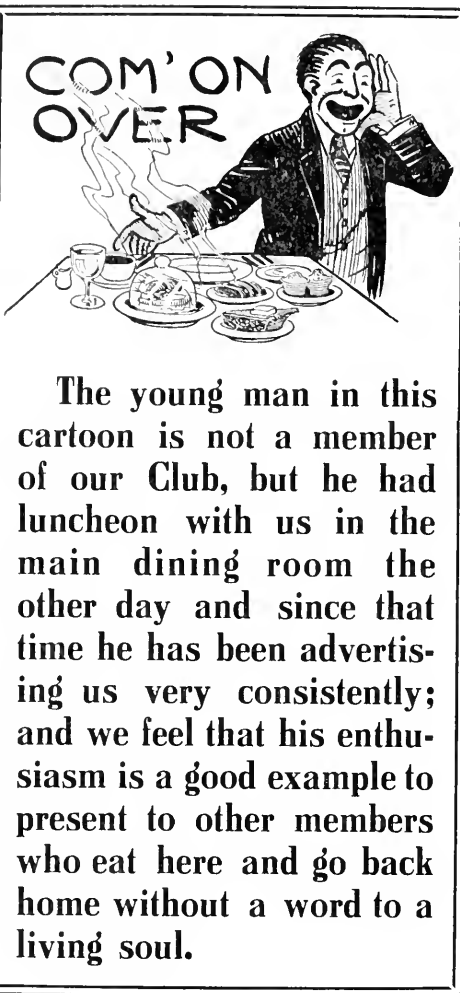 COM' ON
OVER
The young man in this
cartoon is not a member
of our Club, but he had
luncheon with us in the
main dining room the
other day and since that
time he has been advertis-
ing us very consistently;
and we feel that his enthu-
siasm is a good example to
present to other members
who eat here and go back
home without a word to a
living soul.